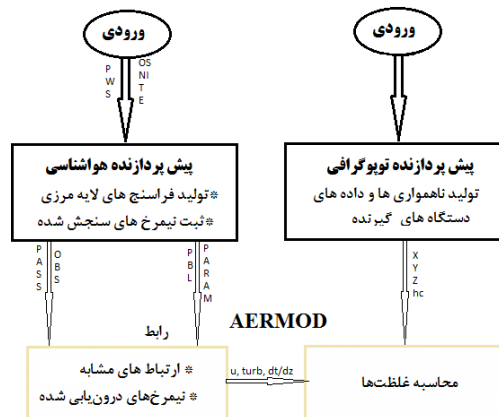 ورودی
ورودی
PWS
OSNITE
پیش پردازنده هواشناسی
*تولید فراسنج های لایه مرزی
*ثبت نیمرخ های سنجش شده
پیش پردازنده توپوگرافی
تولید ناهمواری ها و داده های
دستگاه های گیرنده
PASS
OBS
PBL
PARAM
XYZ
hc
رابط
AERMOD
* ارتباط های مشابه
* نیمرخ‌های درون‌یابی شده
u, turb, dt/dz
محاسبه غلظت‌ها